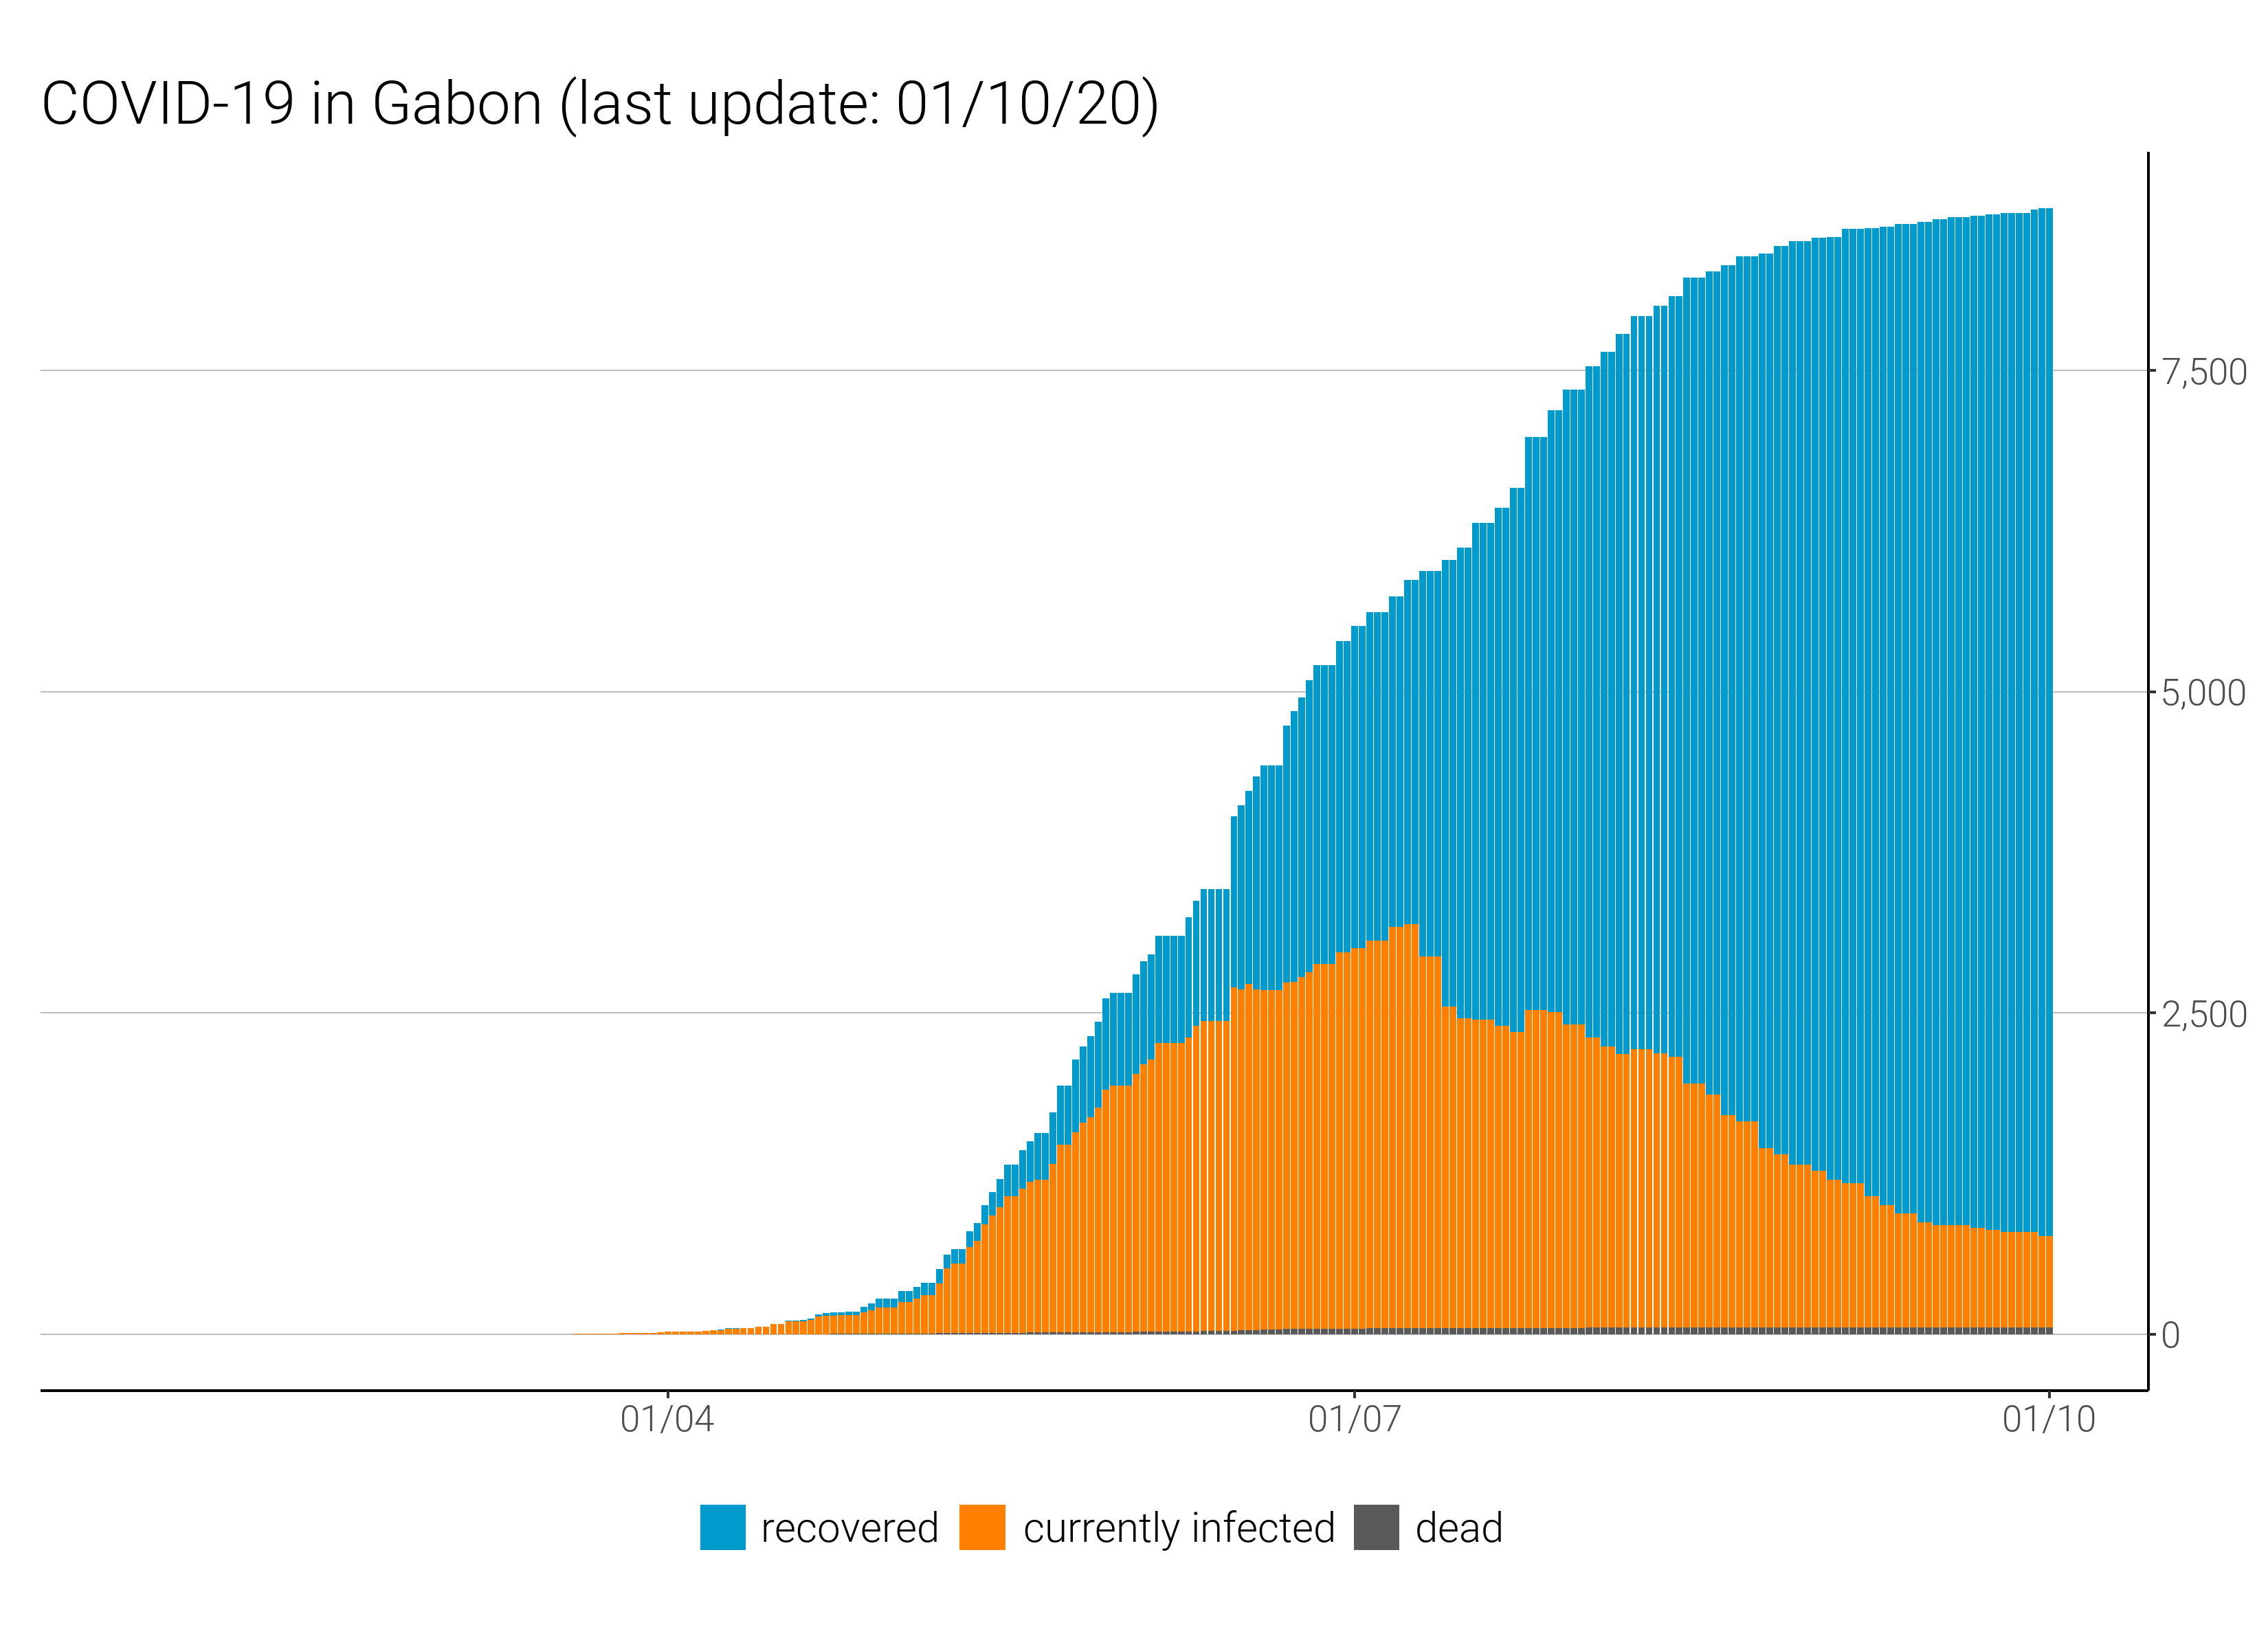 COVID-19 in Gabon (last update: 01/10/20)
7,500
5,000
2,500
0
01/04 01/07 01/10
recovered currently infected dead